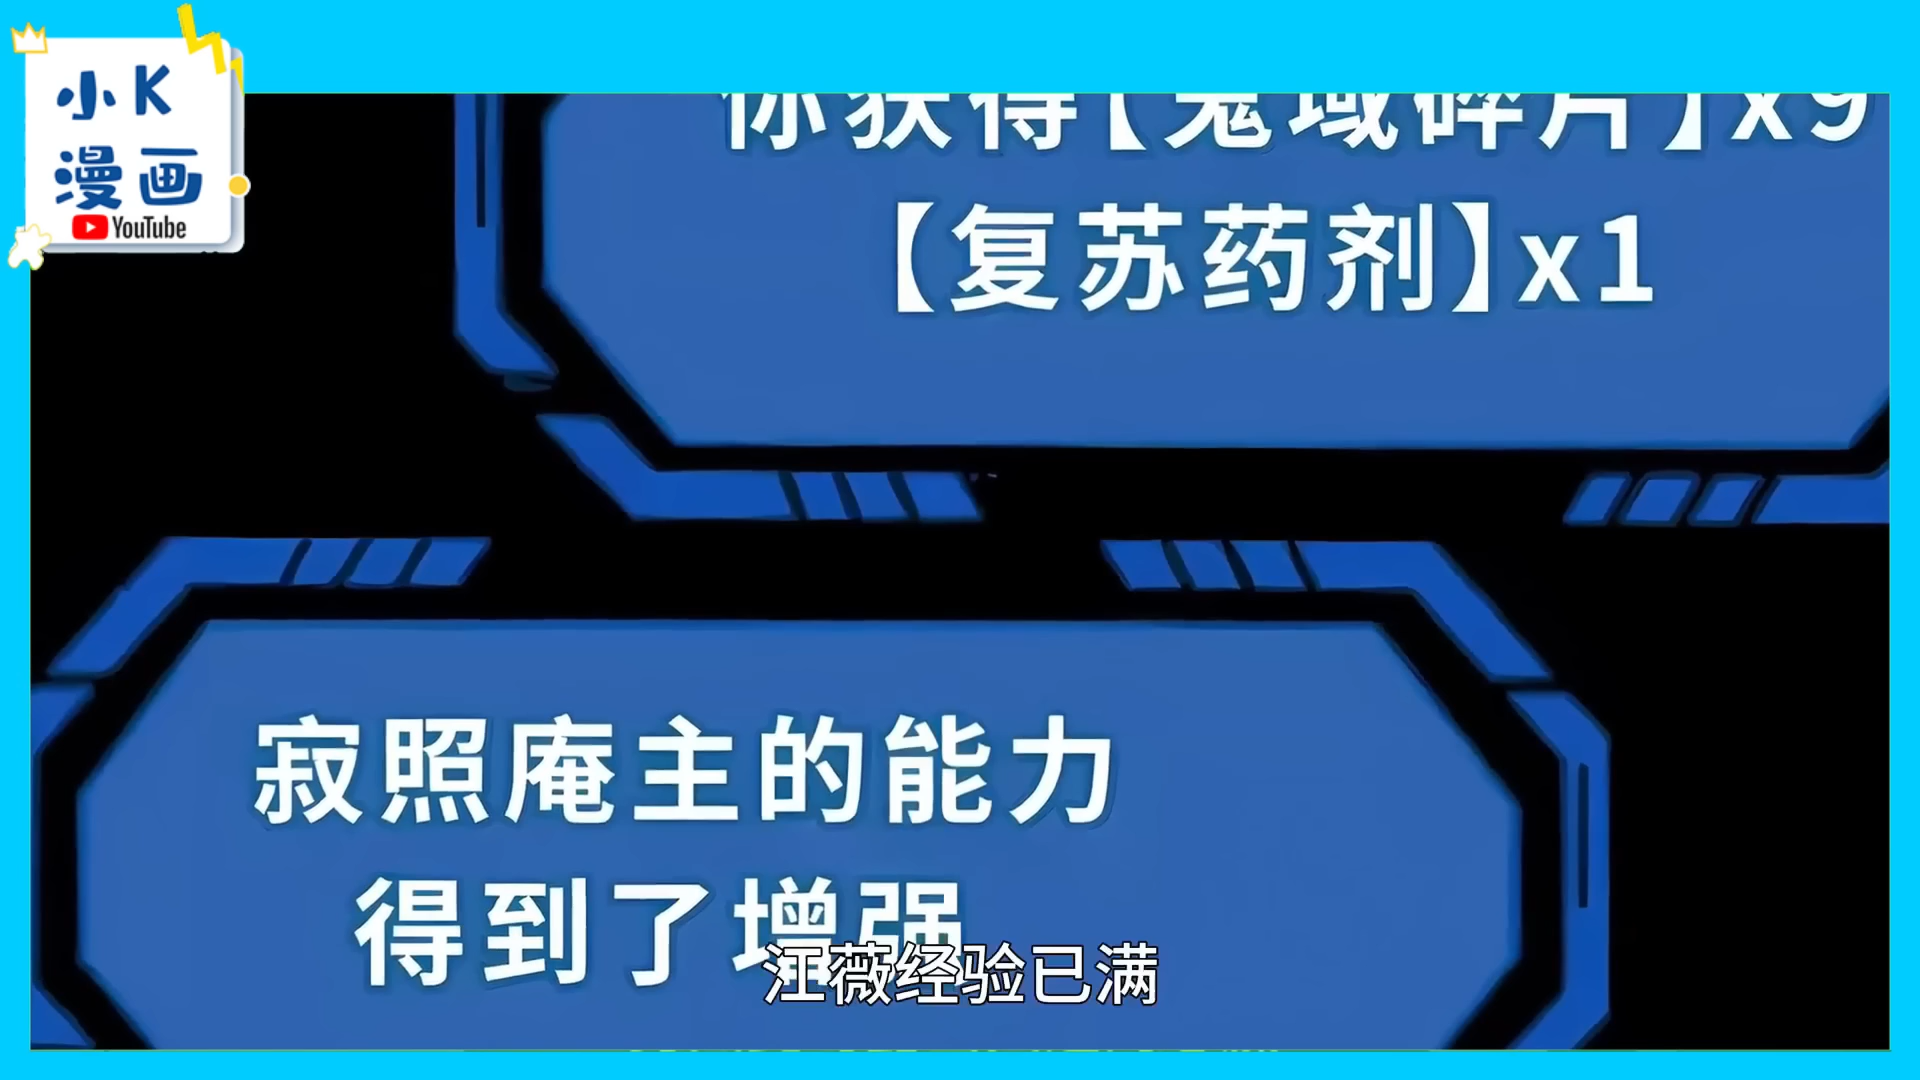 小K
漫画
YouTube
你获得【鬼域碎片】x9
【复苏药剂】x1
寂照庵主的能力
得到了增强
江薇经验已满